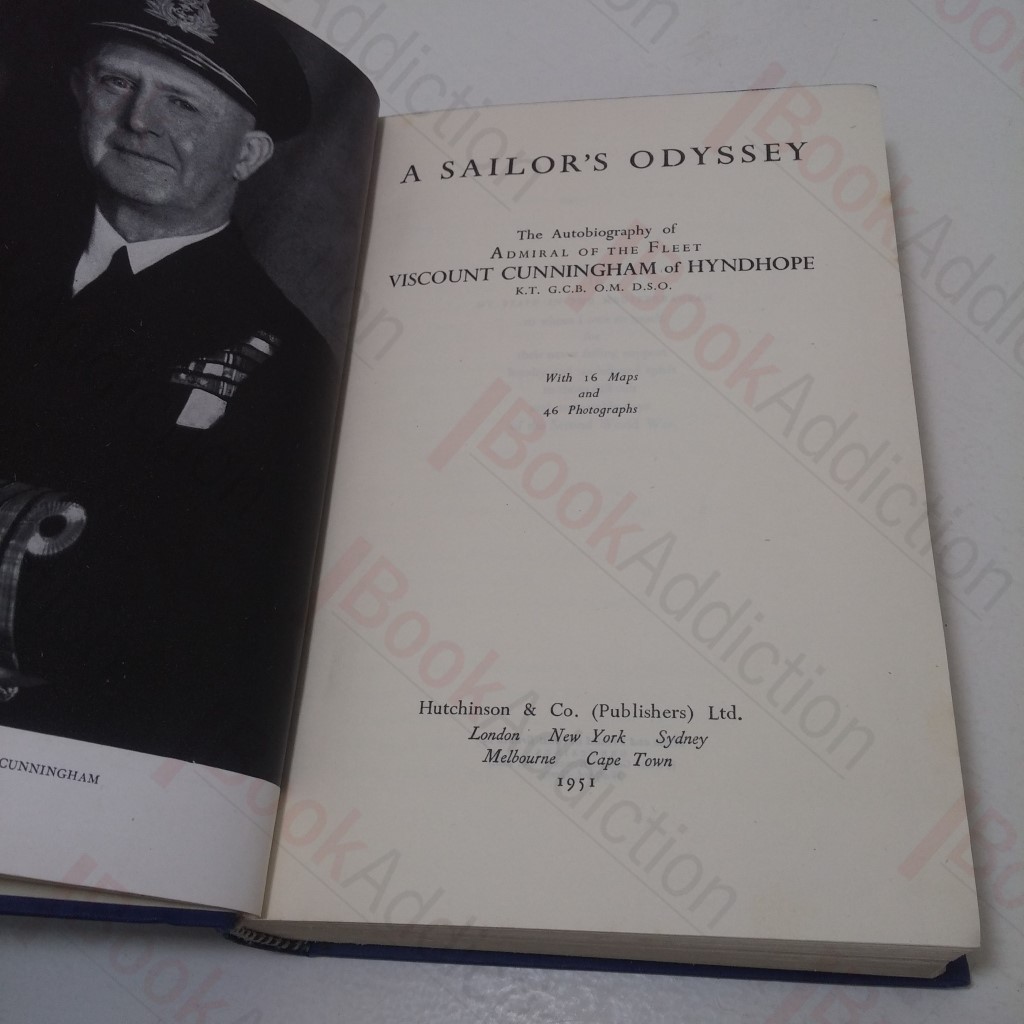 CUNNINGHAM
A SAILOR'S ODYSSEY
The Autobiography of
ADMIRAL OF THE FLEET
VISCOUNT CUNNINGHAM of HYNDHOPE
K.T. G.C.B. O.M. D.S.O.
With 16 Maps
and
46 Photographs
Hutchinson & Co. (Publishers) Ltd.
London New York Sydney
Melbourne Cape Town
1951
BookAddiction